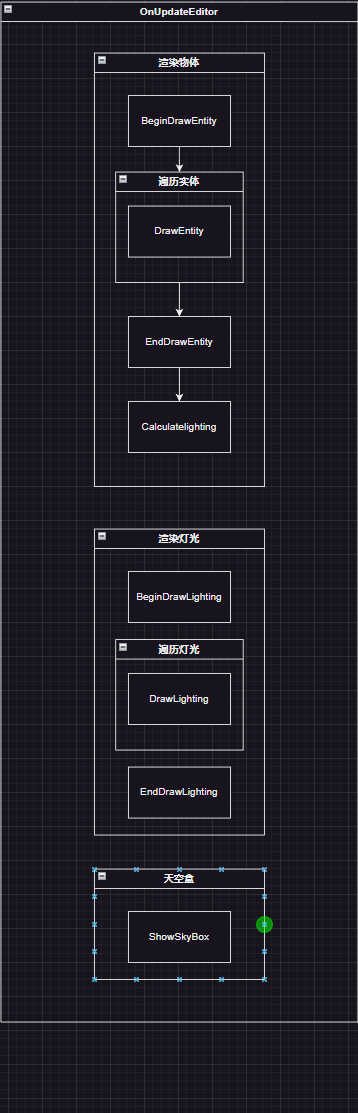 OnUpdateEditor
渲染物体
BeginDrawEntity
遍历实体
DrawEntity
EndDrawEntity
Calculatelighting
渲染灯光
BeginDrawLighting
遍历灯光
DrawLighting
EndDrawLighting
天空盒
ShowSkyBox